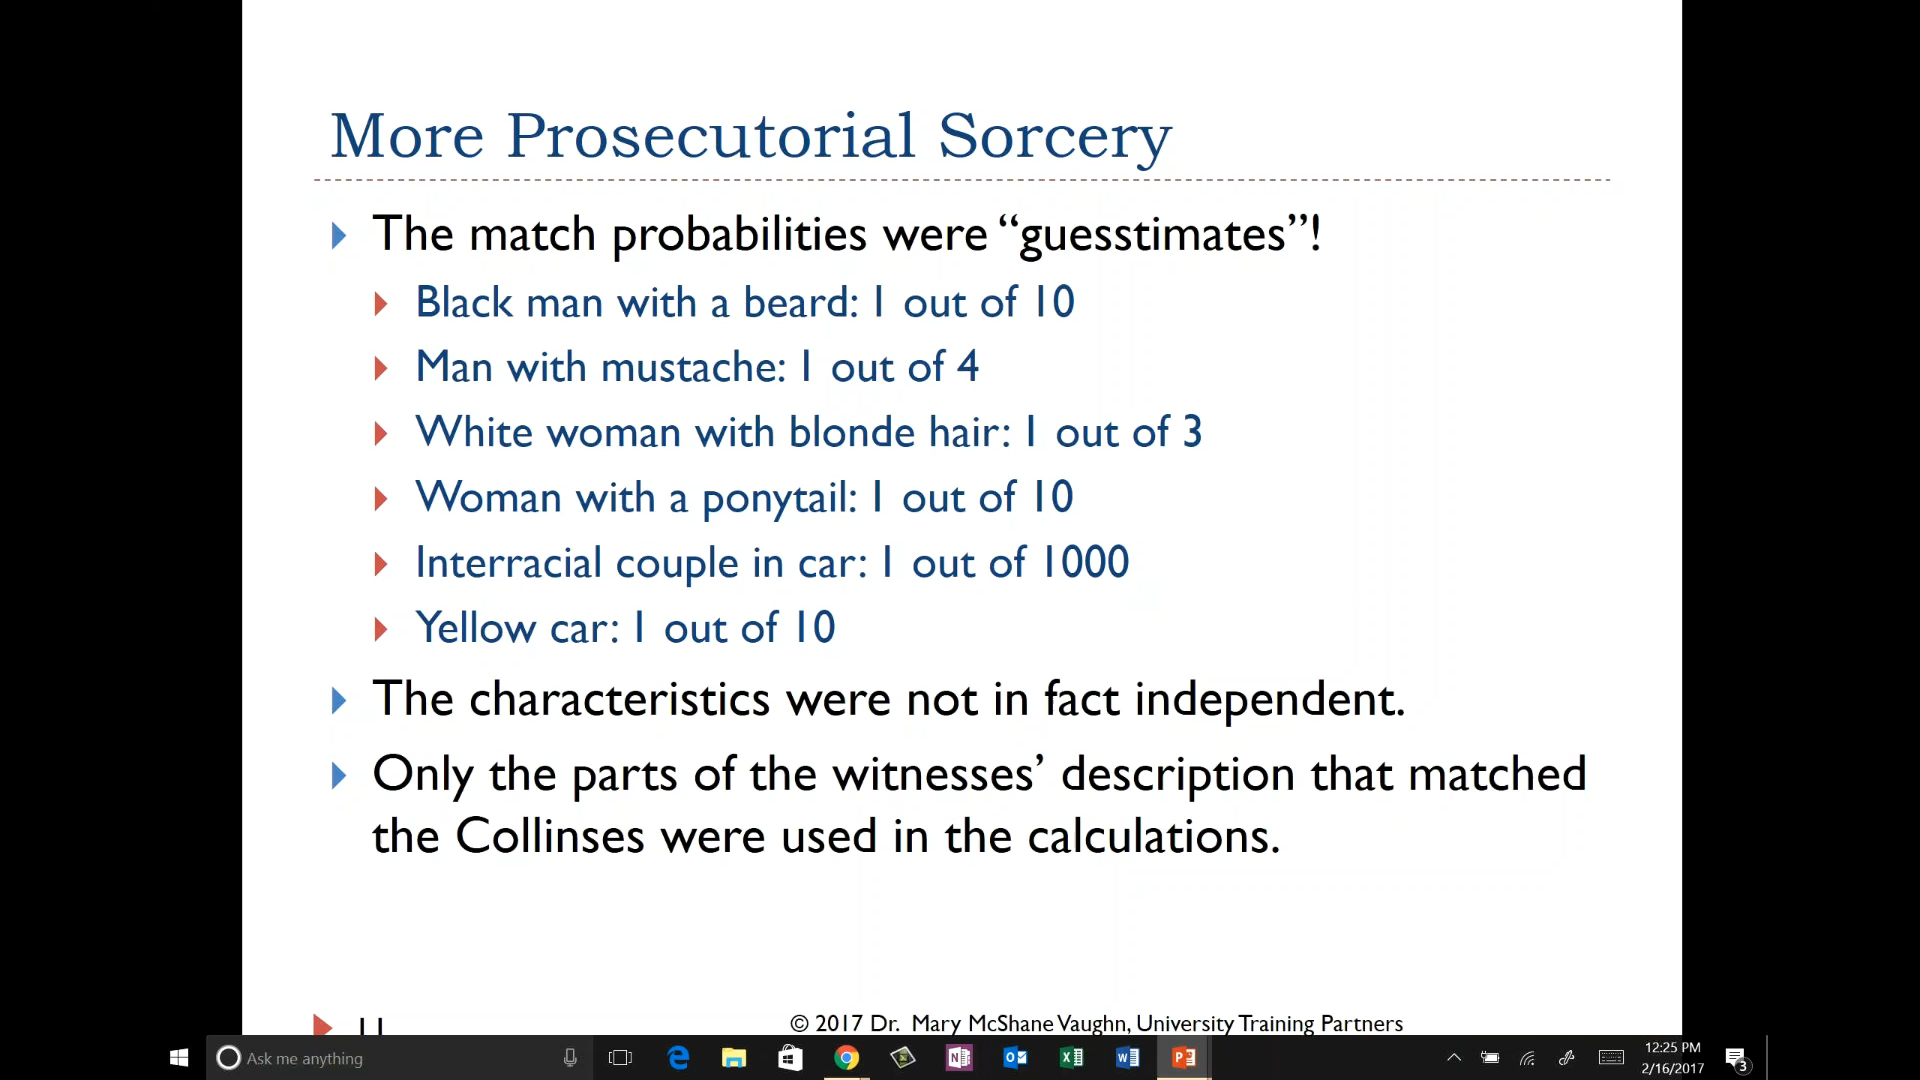 More Prosecutorial Sorcery
The match probabilities were “guesstimates”!
Black man with a beard: 1 out of 10
Man with mustache: 1 out of 4
White woman with blonde hair: 1 out of 3
Woman with a ponytail: 1 out of 10
Interracial couple in car: 1 out of 1000
Yellow car: 1 out of 10
The characteristics were not in fact independent.
Only the parts of the witnesses’ description that matched
the Collinses were used in the calculations.
© 2017 Dr. Mary McShane Vaughn, University Training Partners
Ask me anything
12:25 PM
2/16/2017
3